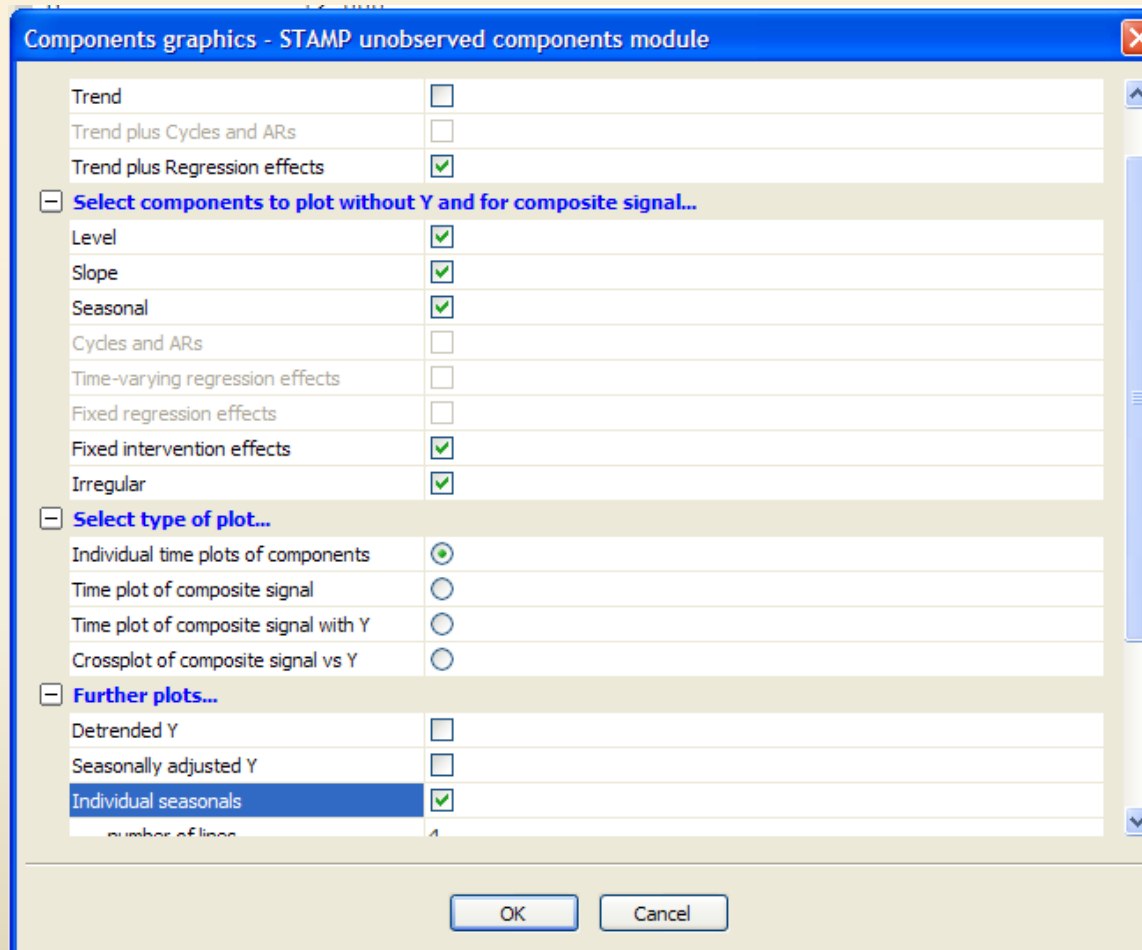 Components graphics - STAMP unobserved components module
Trend
Trend plus Cycles and ARs
Trend plus Regression effects
Select components to plot without Y and for composite signal...
Level
Slope
Seasonal
Cycles and ARs
Time-varying regression effects
Fixed regression effects
Fixed intervention effects
Irregular
Select type of plot...
Individual time plots of components
Time plot of composite signal
Time plot of composite signal with Y
Crossplot of composite signal vs Y
Further plots...
Detrended Y
Seasonally adjusted Y
Individual seasonals
number of lines 4
OK Cancel